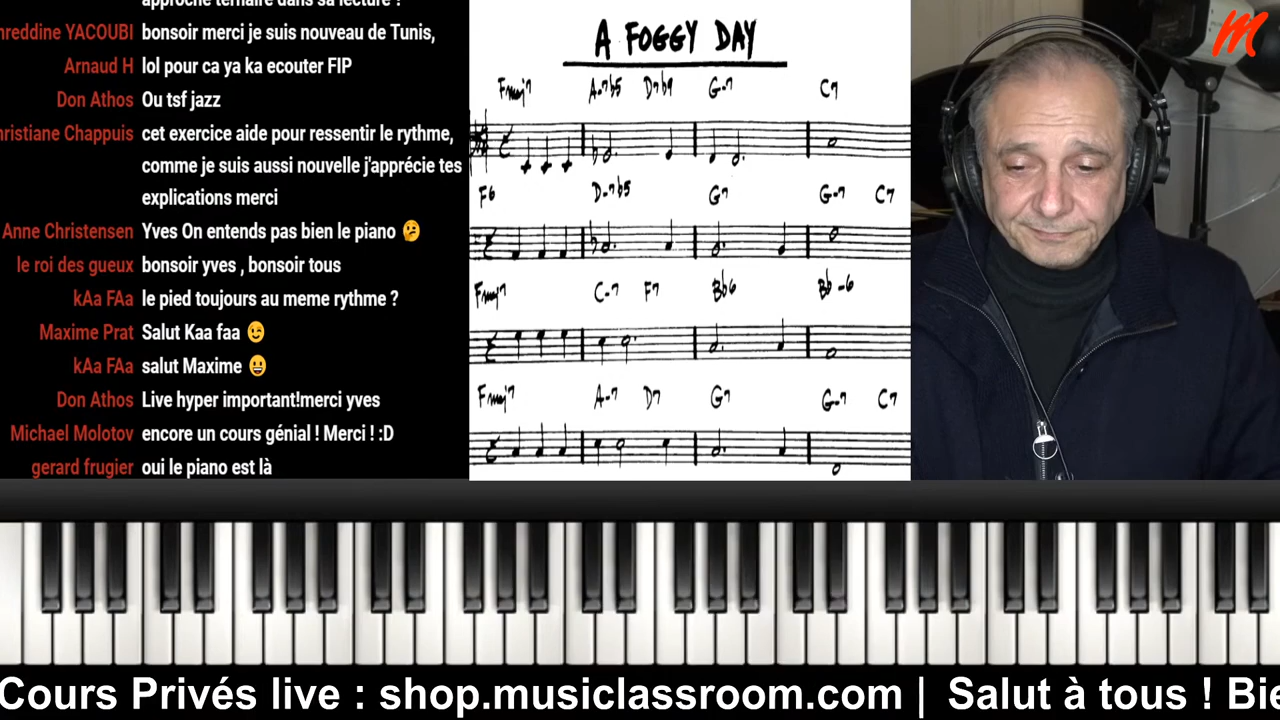 approche ternaire dans sa lecture !
hreddine YACOUBI bonsoir merci je suis nouveau de Tunis,
Arnaud H lol pour ca ya ka ecouter FIP
Don Athos Ou tsf jazz
hristiane Chappuis cet exercice aide pour ressentir le rythme,
comme je suis aussi nouvelle j'apprécie tes
explications merci
Anne Christensen Yves On entends pas bien le piano 🤔
le roi des gueux bonsoir yves , bonsoir tous
kAa FAa le pied toujours au meme rythme ?
Maxime Prat Salut Kaa faa 😉
kAa FAa salut Maxime 😀
Don Athos Live hyper important!merci yves
Michael Molotov encore un cours génial ! Merci ! :D
gerard frugier oui le piano est là
A FOGGY DAY
Fmaj7 A-7b5 D7b9 G-7 C7
F6 D-7b5 G7 G-7 C7
Fmaj7 C-7 F7 Bb6 Bb-6
Fmaj7 A-7 D7 G7 G-7 C7
M
Cours Privés live : shop.musiclassroom.com | Salut à tous ! Bie